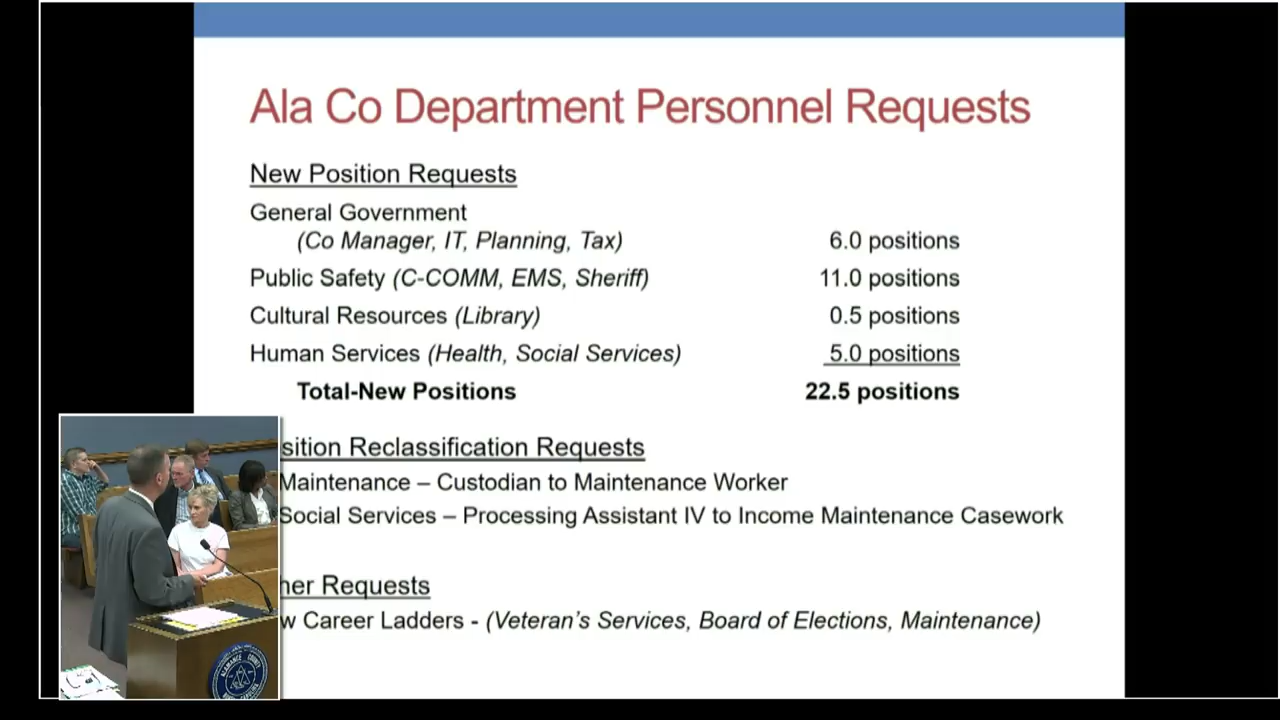 Ala Co Department Personnel Requests
New Position Requests
General Government
(Co Manager, IT, Planning, Tax) 6.0 positions
Public Safety (C-COMM, EMS, Sheriff) 11.0 positions
Cultural Resources (Library) 0.5 positions
Human Services (Health, Social Services) 5.0 positions
Total-New Positions 22.5 positions
sition Reclassification Requests
Maintenance – Custodian to Maintenance Worker
Social Services – Processing Assistant IV to Income Maintenance Casework
her Requests
w Career Ladders - (Veteran's Services, Board of Elections, Maintenance)
ALAMANCE COUNTY